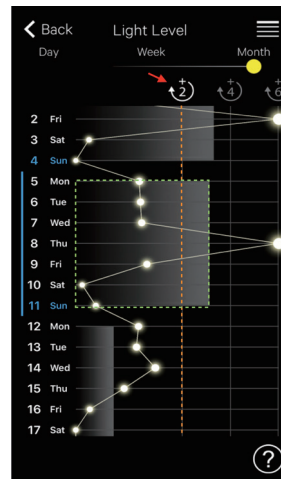 Back Light Level
Day Week Month
+2 +4 +6
2 Fri
3 Sat
4 Sun
5 Mon
6 Tue
7 Wed
8 Thu
9 Fri
10 Sat
11 Sun
12 Mon
13 Tue
14 Wed
15 Thu
16 Fri
17 Sat
?